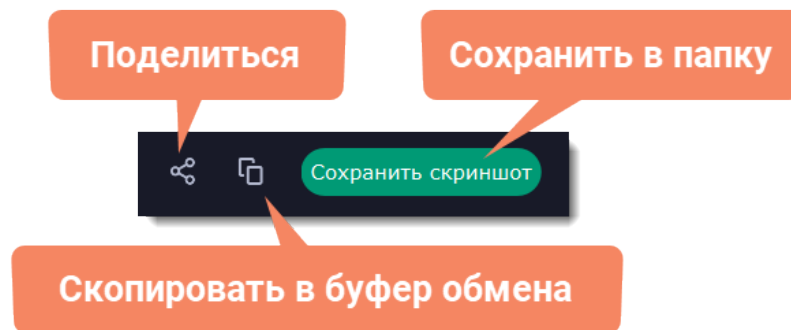 Поделиться
Сохранить в папку
Сохранить скриншот
Скопировать в буфер обмена